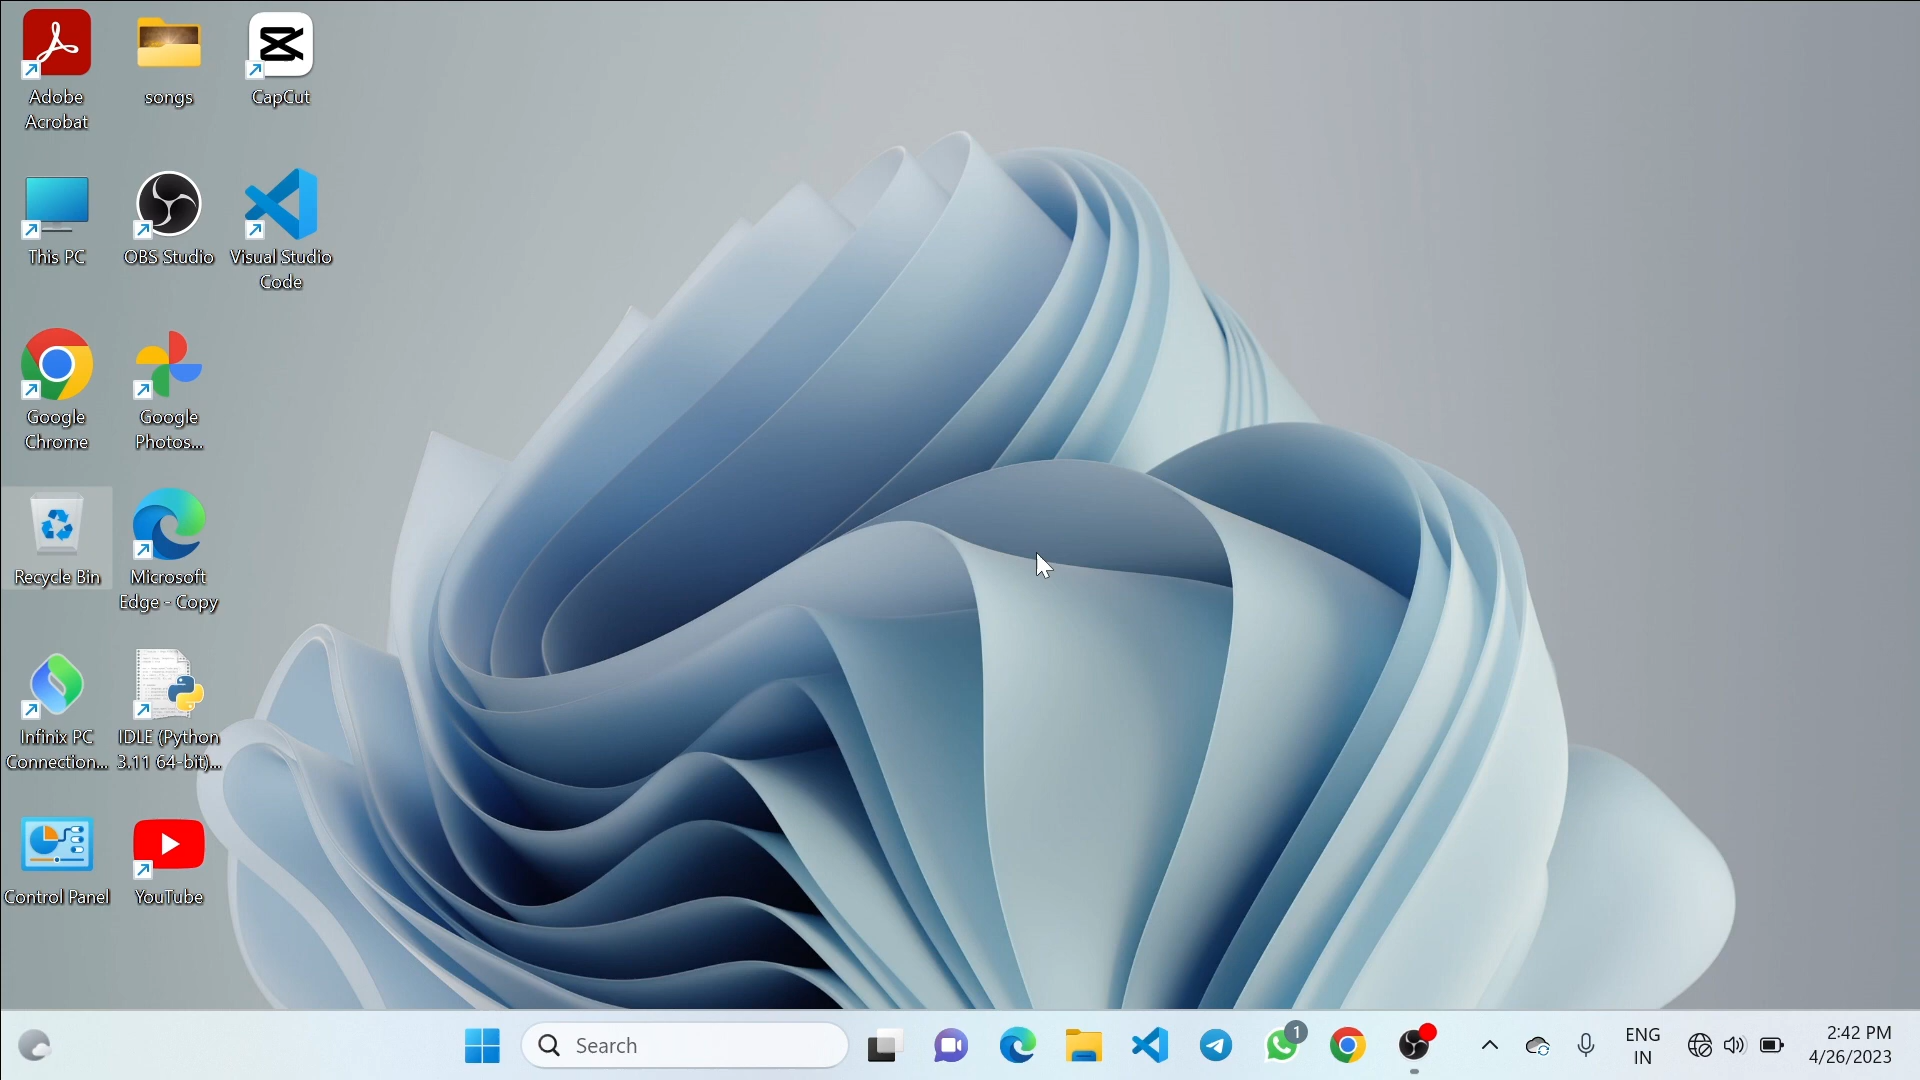 Adobe
Acrobat
songs
CapCut
This PC
OBS Studio
Visual Studio
Code
Google
Chrome
Google
Photos...
Recycle Bin
Microsoft
Edge - Copy
Infinix PC
Connection...
IDLE (Python
3.11 64-bit)...
Control Panel
YouTube
Search
1
ENG
IN
2:42 PM
4/26/2023